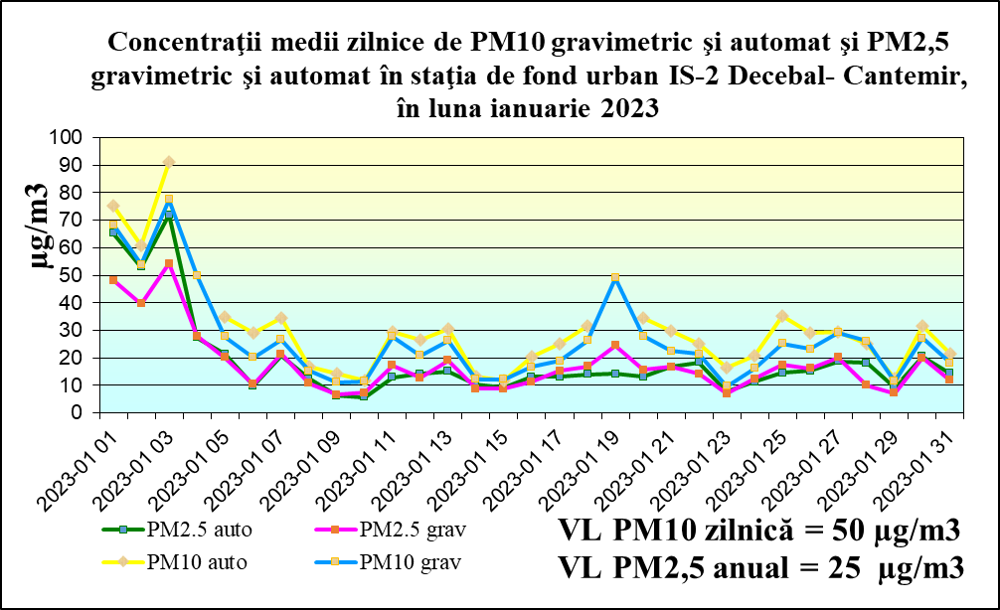 Concentraţii medii zilnice de PM10 gravimetric şi automat şi PM2,5
gravimetric şi automat în staţia de fond urban IS-2 Decebal- Cantemir,
în luna ianuarie 2023
µg/m3
100
90
80
70
60
50
40
30
20
10
0
2023-01 01
2023-01 03
2023-01 05
2023-01 07
2023-01 09
2023-01 11
2023-01 13
2023-01 15
2023-01 17
2023-01 19
2023-01 21
2023-01 23
2023-01 25
2023-01 27
2023-01 29
2023-01 31
PM2.5 auto
PM2.5 grav
PM10 auto
PM10 grav
VL PM10 zilnică = 50 µg/m3
VL PM2,5 anual = 25 µg/m3